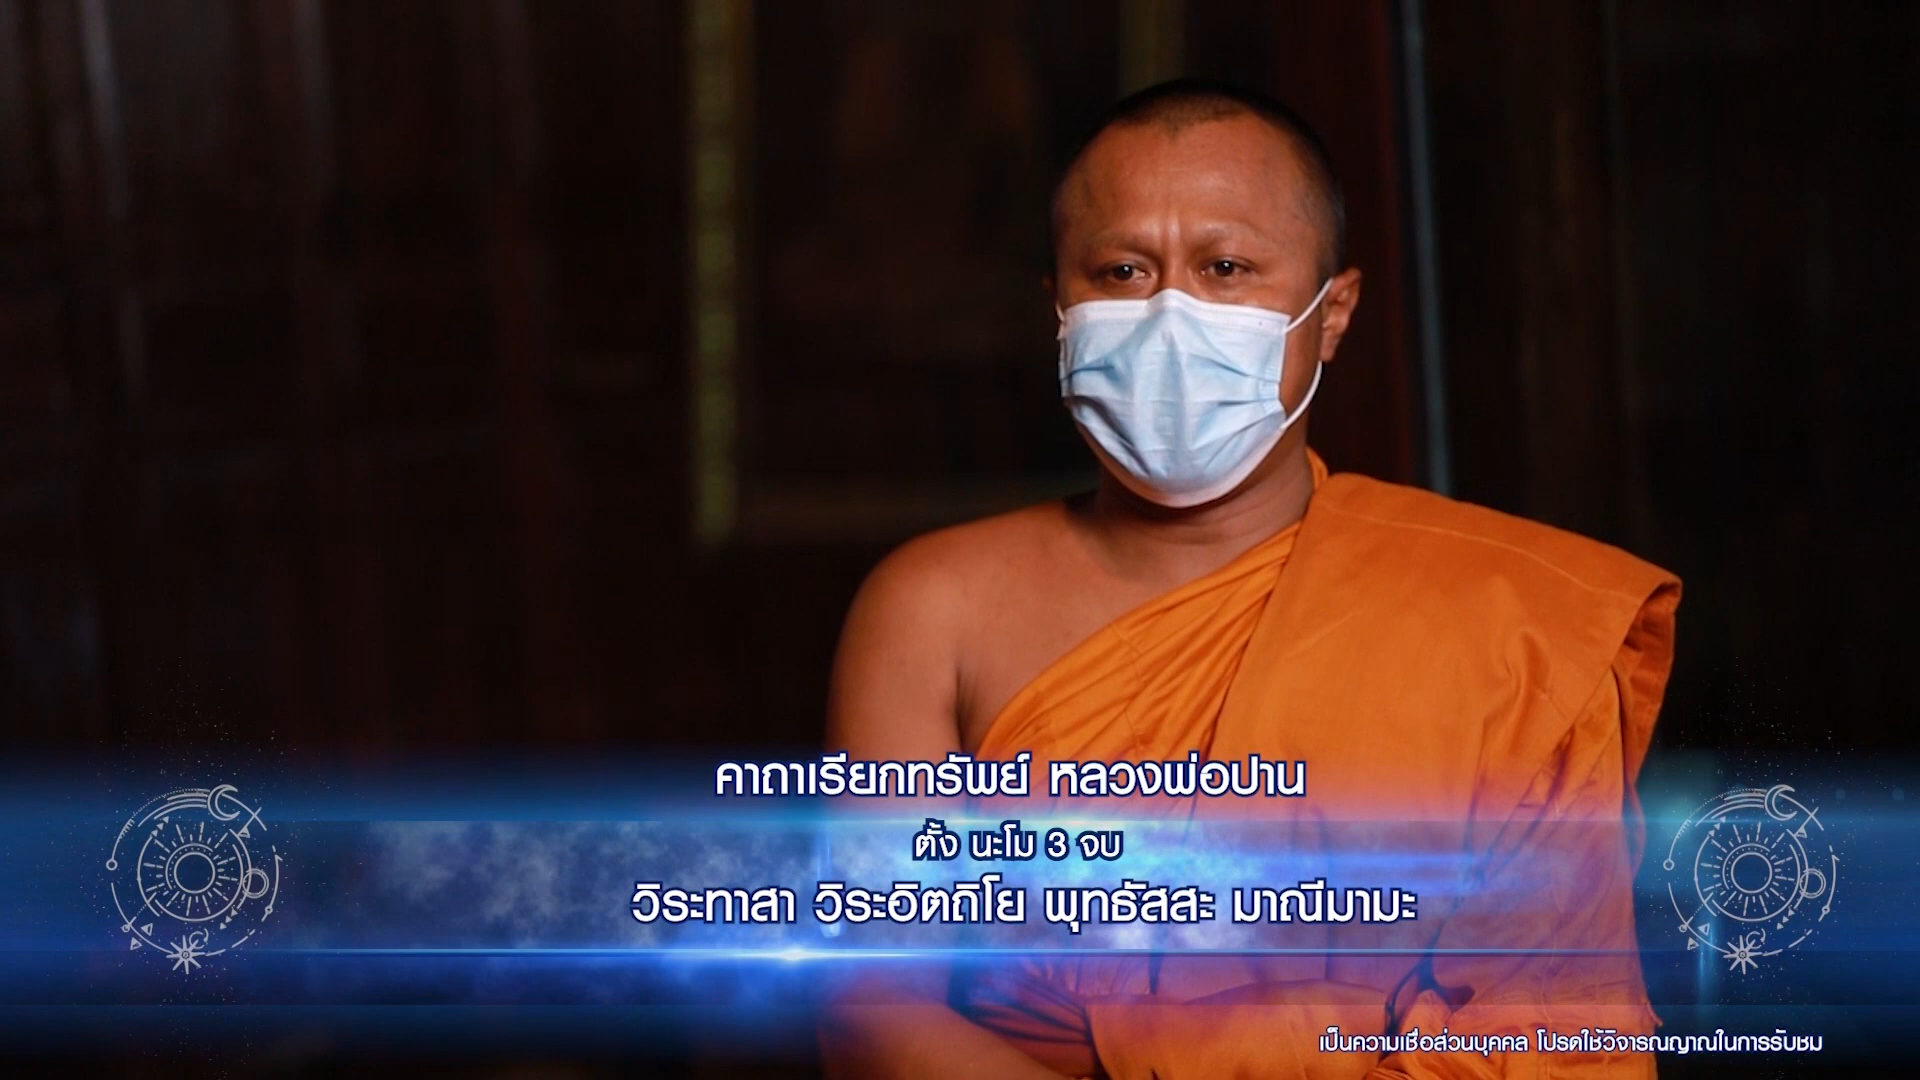 คาถาเรียกทรัพย์ หลวงพ่อปาน
ตั้ง นะโม 3 จบ
วิระทาสา วิระอิตถิโย พุทธัสสะ มาณีมามะ
เป็นความเชื่อส่วนบุคคล โปรดใช้วิจารณญาณในการรับชม